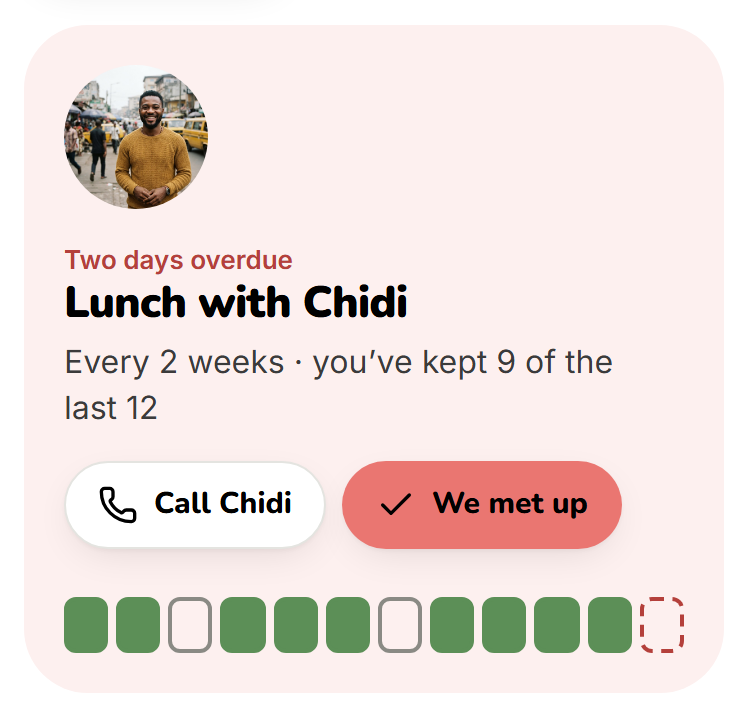 Two days overdue
Lunch with Chidi
Every 2 weeks · you’ve kept 9 of the
last 12
Call Chidi
We met up